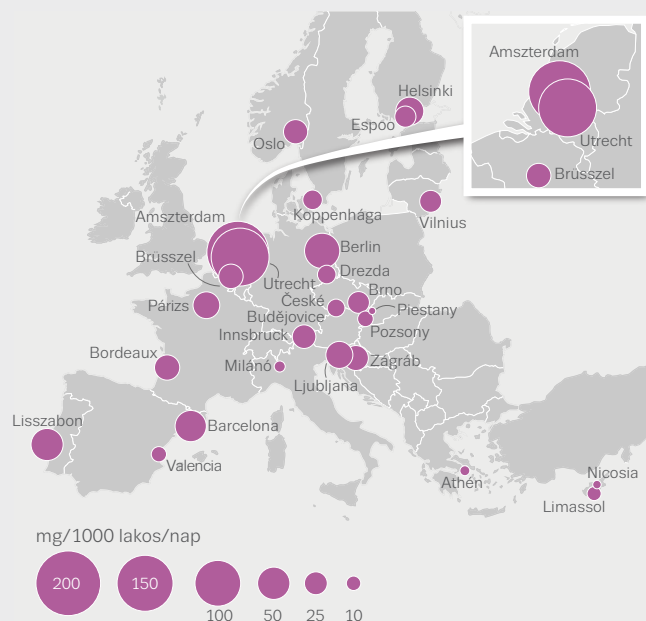 Amszterdam
Utrecht
Brüsszel
Helsinki
Espoo
Oslo
Koppenhága
Vilnius
Amszterdam
Brüsszel
Utrecht
Berlin
Drezda
České
Budějovice
Brno
Piestany
Pozsony
Párizs
Innsbruck
Bordeaux
Milánó
Zágráb
Ljubljana
Lisszabon
Barcelona
Valencia
Athén
Nicosia
Limassol
mg/1000 lakos/nap
200
150
100
50
25
10